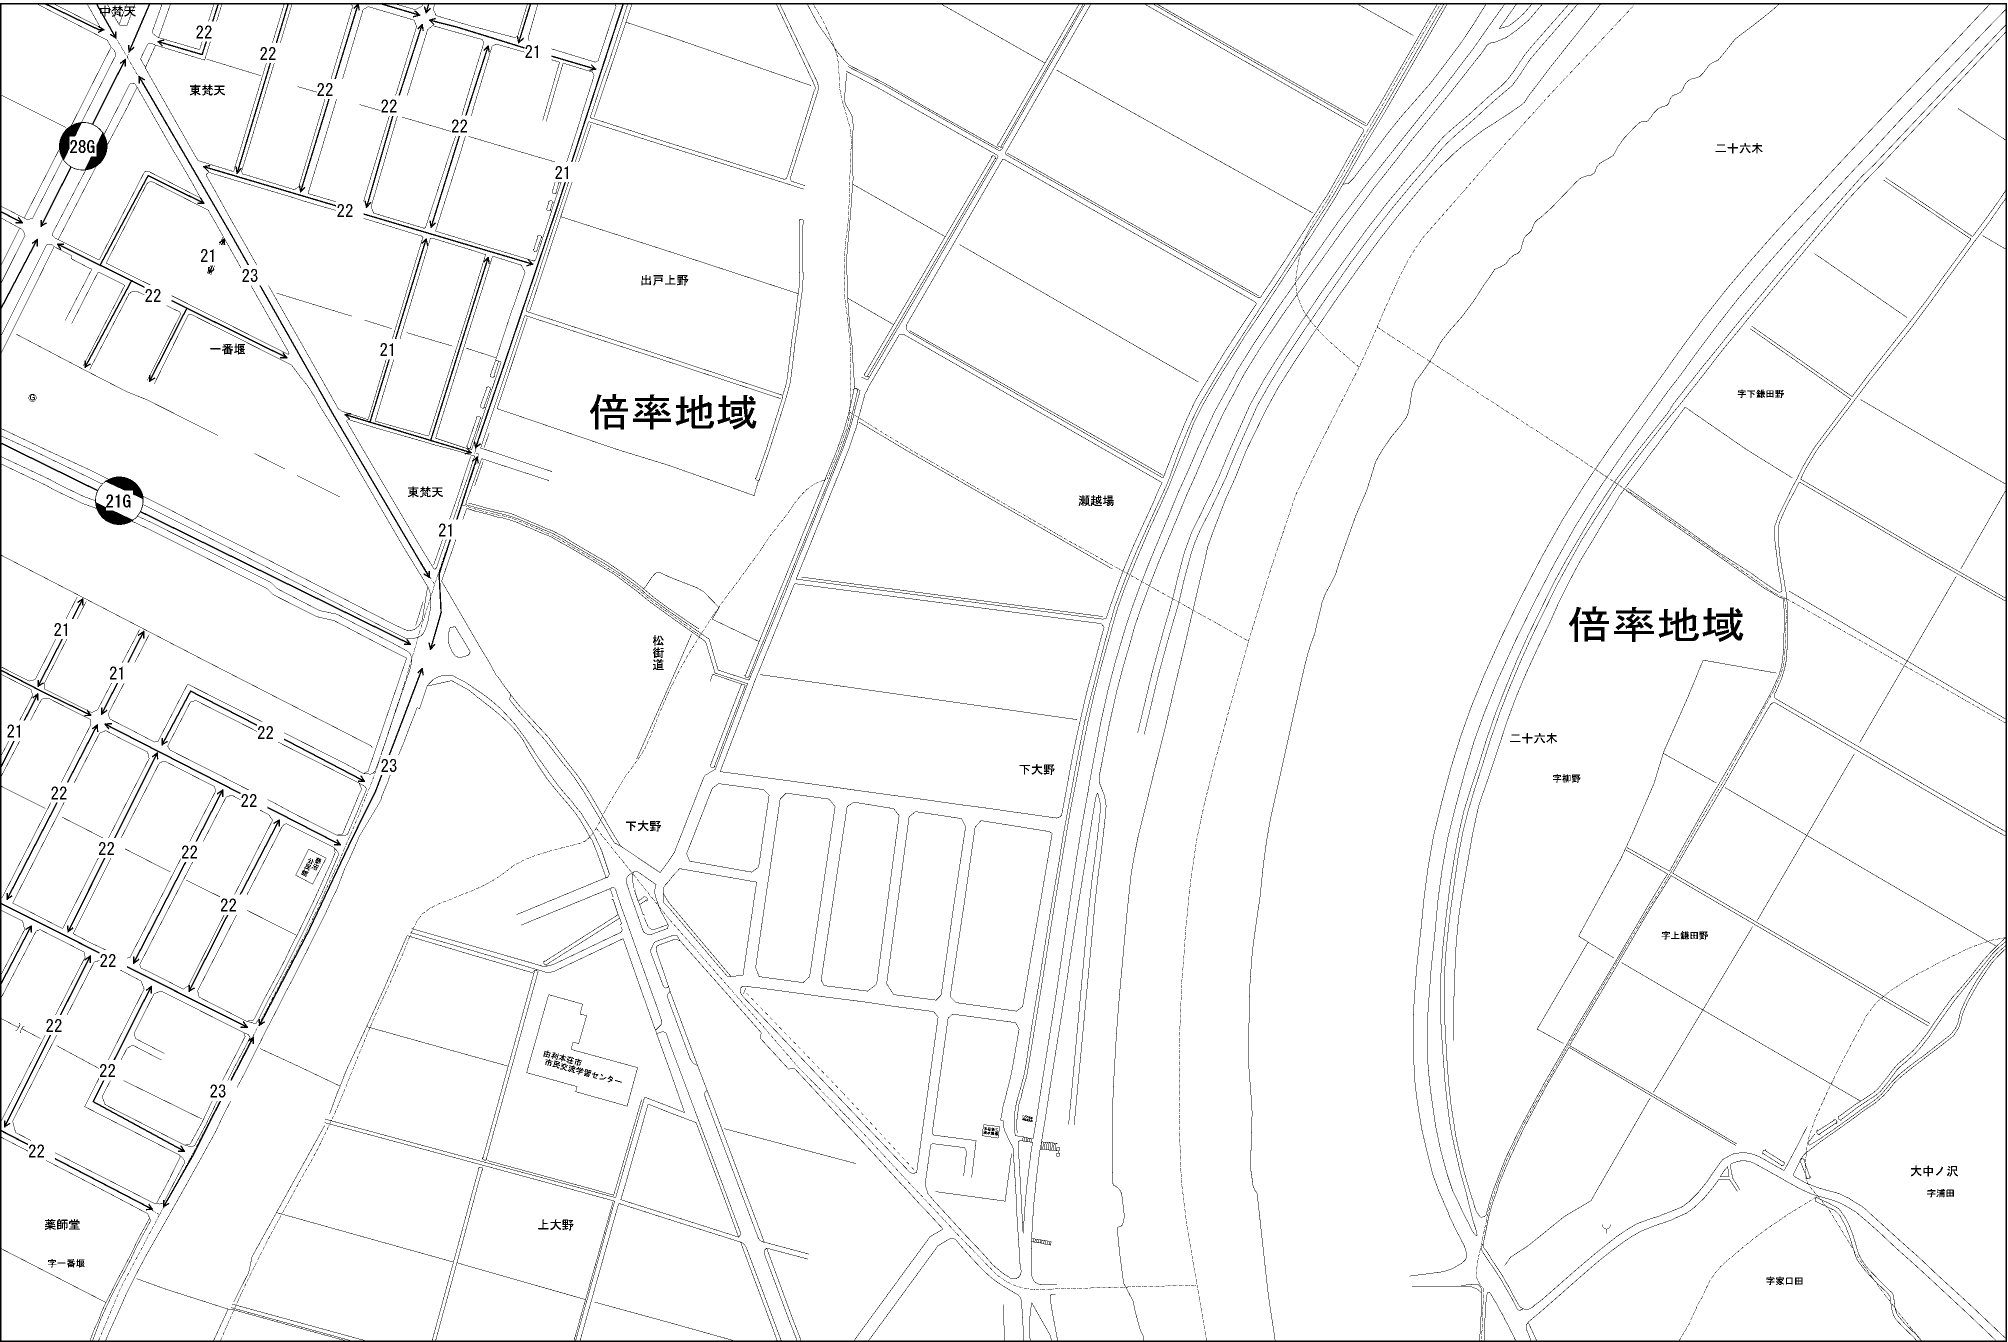 中梵天
22
22
21
東梵天
22
22
22
28G
21
22
21
23
22
出戸上野
二十六木
一番堰
21
G
倍率地域
字下鎌田野
21G
東梵天
瀬越場
21
倍率地域
21
松街道
21
21
22
二十六木
23
下大野
字柳野
22
22
下大野
22
22
22
字上鎌田野
22
22
由利本荘市
市民交流学習センター
22
23
22
大中ノ沢
字浦田
薬師堂
上大野
字一番堰
字家口田